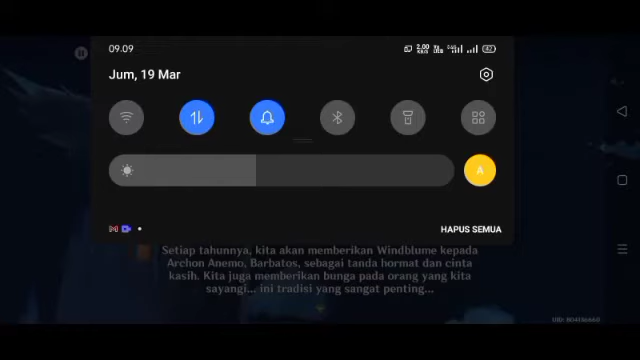 09.09
Jum, 19 Mar
A
HAPUS SEMUA
Setiap tahunnya, kita akan memberikan Windblume kepada
Archon Anemo, Barbatos, sebagai tanda hormat dan cinta
kasih. Kita juga memberikan bunga pada orang yang kita
sayangi... ini tradisi yang sangat penting...